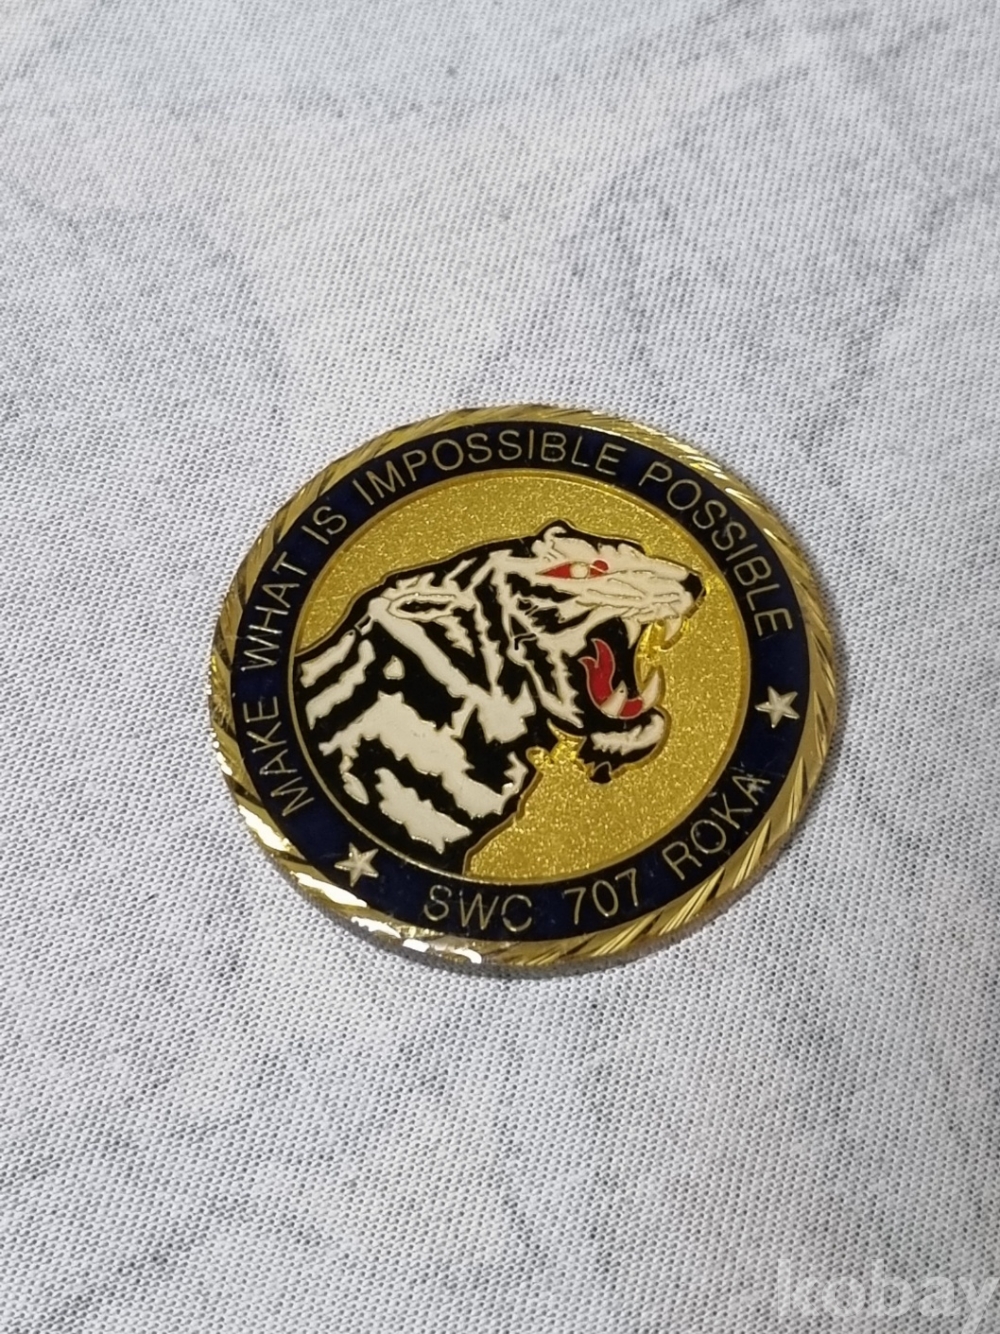 MAKE WHAT IS IMPOSSIBLE POSSIBLE
SWC 707 ROKA
kobay